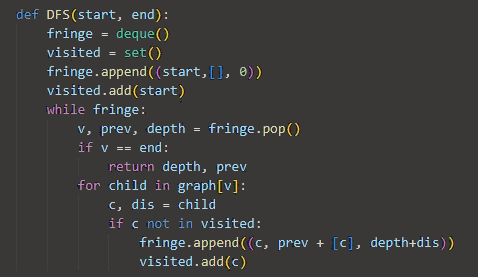 def DFS(start, end):
    fringe = deque()
    visited = set()
    fringe.append((start,[], 0))
    visited.add(start)
    while fringe:
        v, prev, depth = fringe.pop()
        if v == end:
            return depth, prev
        for child in graph[v]:
            c, dis = child
            if c not in visited:
                fringe.append((c, prev + [c], depth+dis))
                visited.add(c)